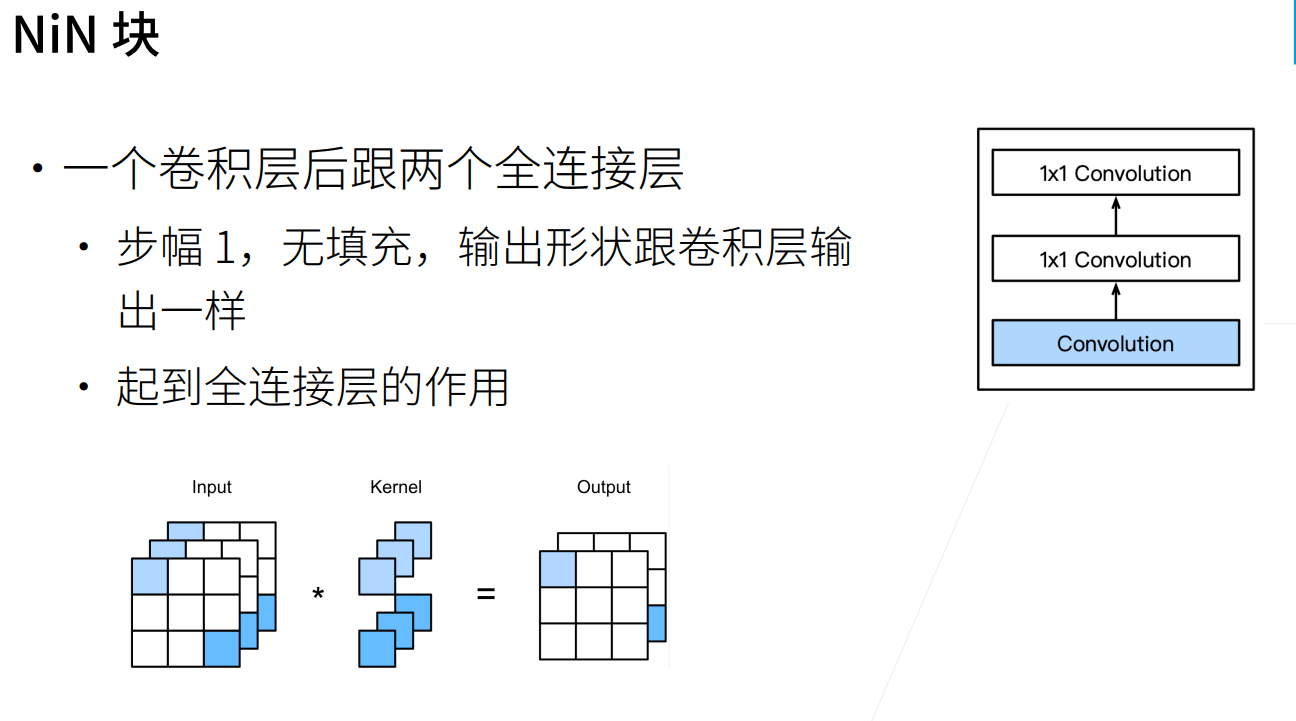 NiN 块
• 一个卷积层后跟两个全连接层
• 步幅 1，无填充，输出形状跟卷积层输
出一样
• 起到全连接层的作用
1x1 Convolution
1x1 Convolution
Convolution
Input
Kernel
Output
*
=